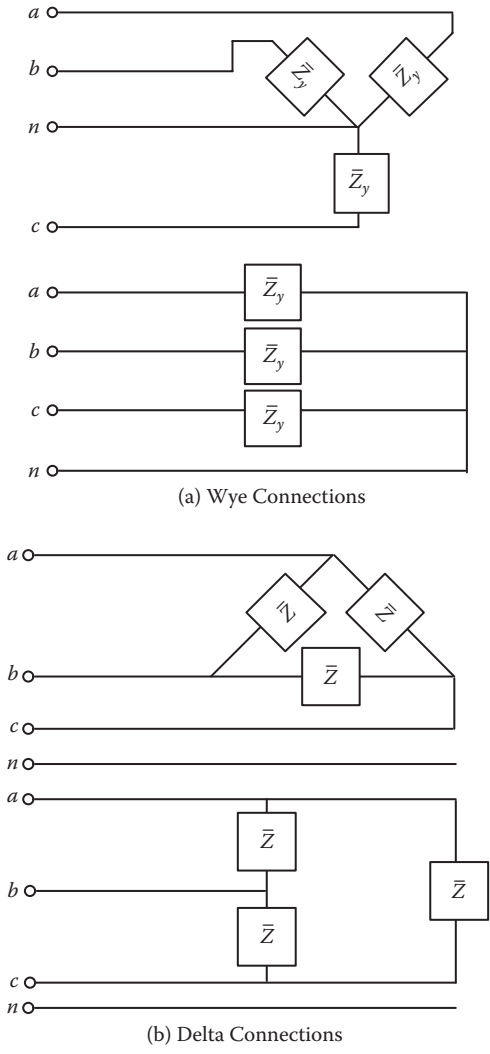 a
b
Z̄y Z̄y
n
Z̄y
c
a Z̄y
b Z̄y
c Z̄y
n
(a) Wye Connections
a
Z̄ Z̄
b Z̄
c
n
a
Z̄
b Z̄
Z̄
c
n
(b) Delta Connections